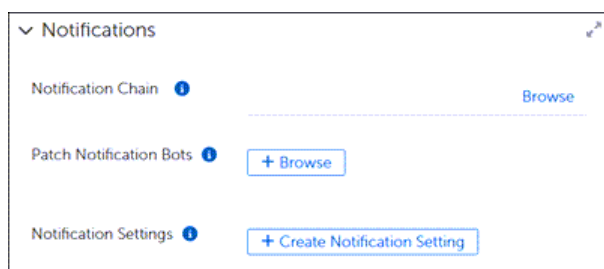 Notifications
Notification Chain
Browse
Patch Notification Bots
+ Browse
Notification Settings
+ Create Notification Setting